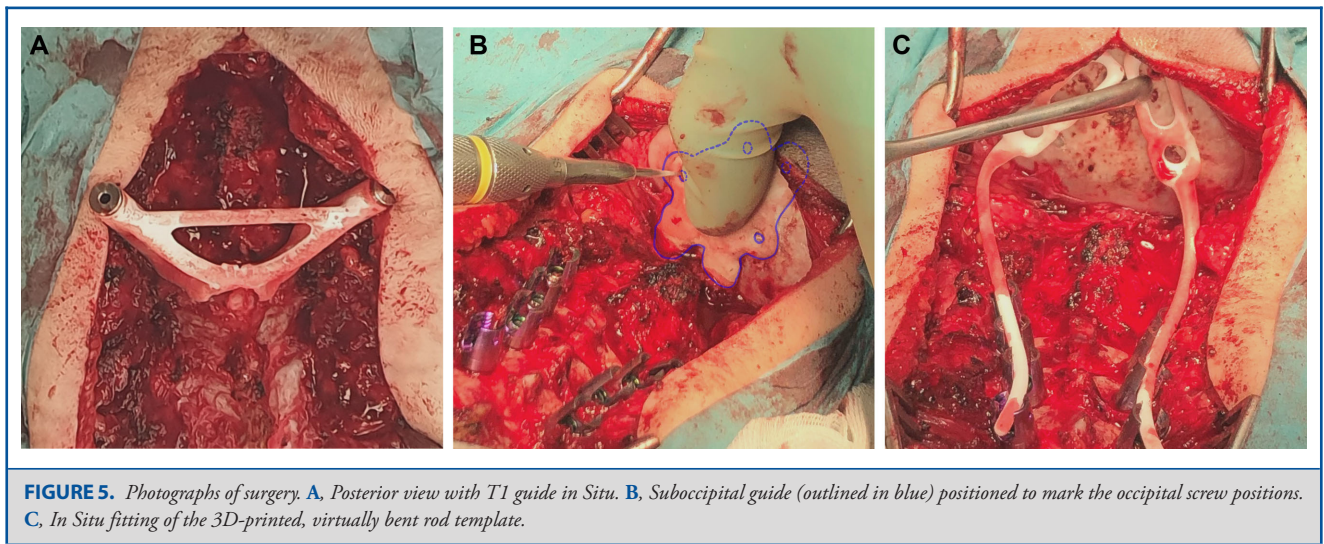 A
B
C
FIGURE 5. Photographs of surgery. A, Posterior view with T1 guide in Situ. B, Suboccipital guide (outlined in blue) positioned to mark the occipital screw positions.
C, In Situ fitting of the 3D-printed, virtually bent rod template.